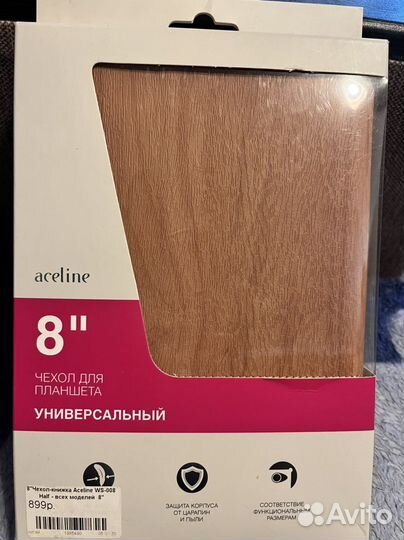 aceline
8"
ЧЕХОЛ ДЛЯ
ПЛАНШЕТА
УНИВЕРСАЛЬНЫЙ
8"Чехол-книжка Aceline WS-008
Half - всех моделей 8"
899р.
ЗАЩИТА КОРПУСА
ОТ ЦАРАПИН
И ПЫЛИ
СООТВЕТСТВИЕ
ФУНКЦИОНАЛЬНЫМ
РАЗМЕРАМ
Avito